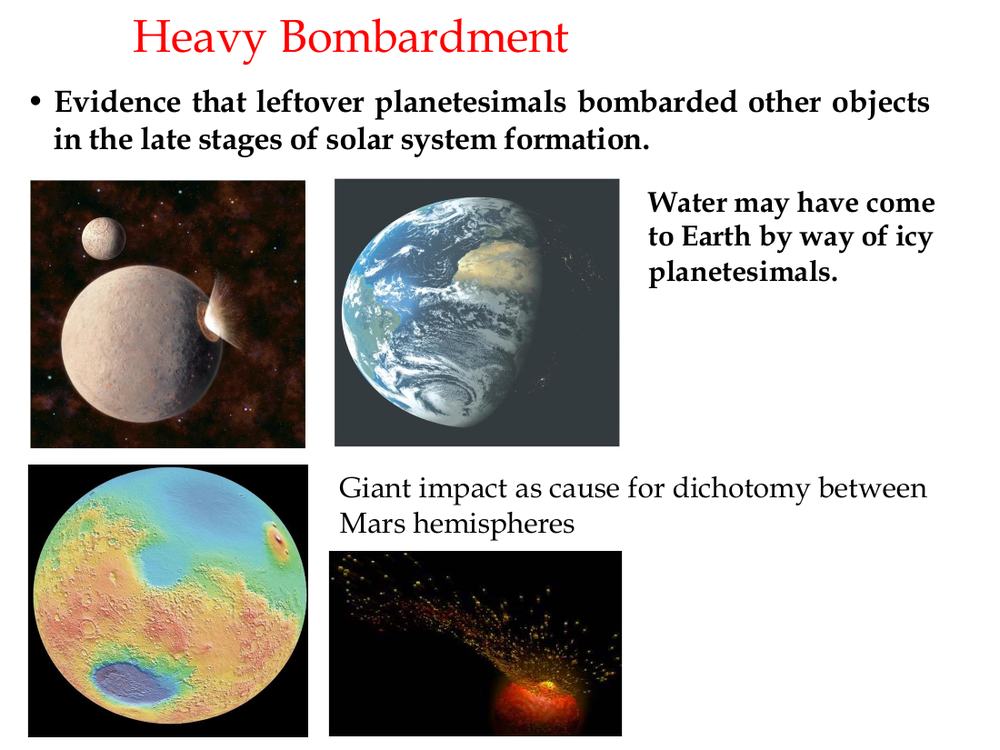 Heavy Bombardment
• Evidence that leftover planetesimals bombarded other objects
in the late stages of solar system formation.
Water may have come
to Earth by way of icy
planetesimals.
Giant impact as cause for dichotomy between
Mars hemispheres